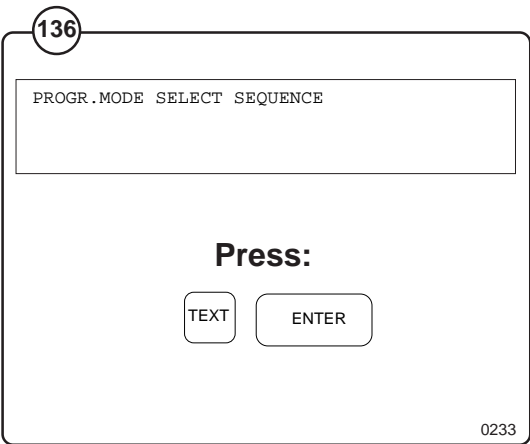 136
PROGR.MODE SELECT SEQUENCE
Press:
TEXT ENTER
0233